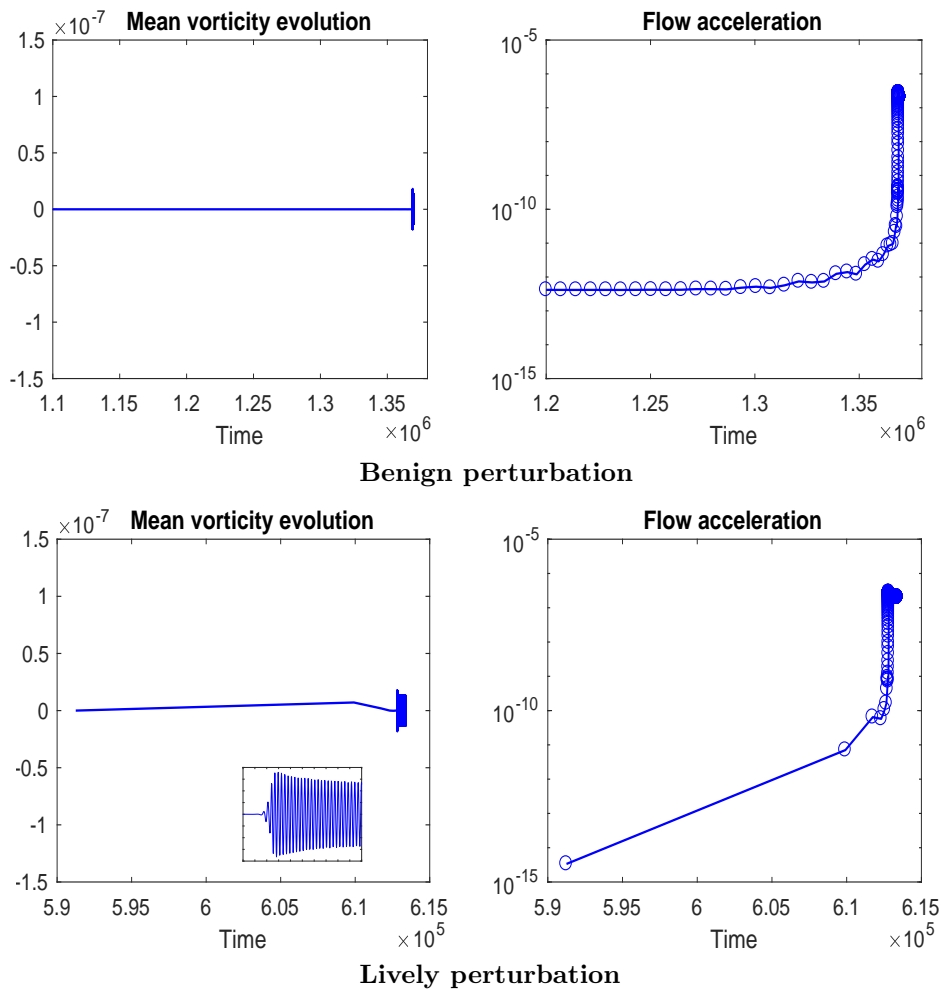 Mean vorticity evolution
×10^-7
1.5
1
0.5
0
-0.5
-1
-1.5
1.1 1.15 1.2 1.25 1.3 1.35
Time ×10^6
Flow acceleration
10^-5
10^-10
10^-15
1.2 1.25 1.3 1.35
Time ×10^6
Benign perturbation
Mean vorticity evolution
×10^-7
1.5
1
0.5
0
-0.5
-1
-1.5
5.9 5.95 6 6.05 6.1 6.15
Time ×10^5
Flow acceleration
10^-5
10^-10
10^-15
5.9 5.95 6 6.05 6.1 6.15
Time ×10^5
Lively perturbation